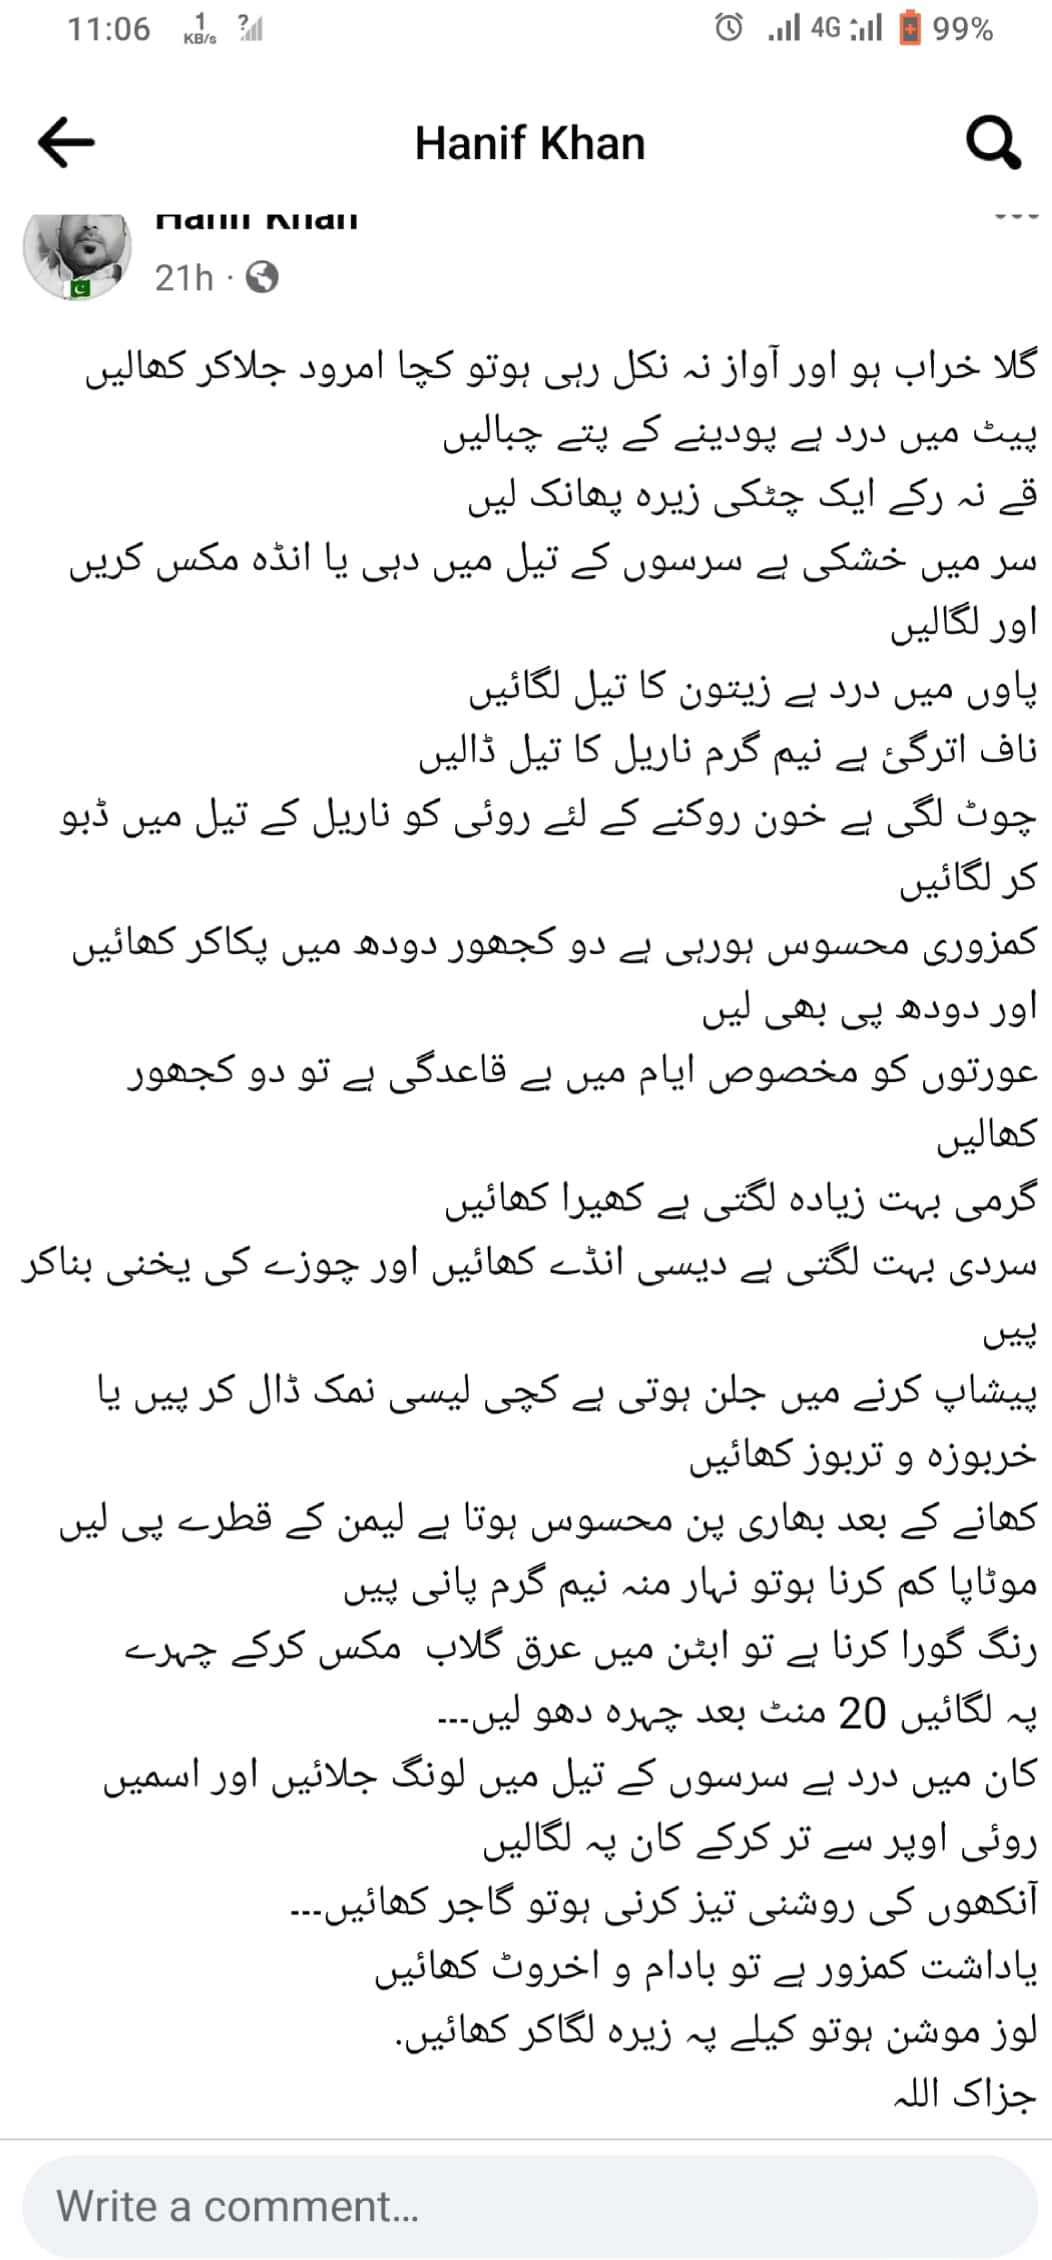 11:06 1 KB/s ? 4G 99%
Hanif Khan
Hanif Khan
21h ·
گلا خراب ہو اور آواز نہ نکل رہی ہوتو کچا امرود جلاکر کھالیں
پیٹ میں درد ہے پودینے کے پتے چبالیں
قے نہ رکے ایک چٹکی زیرہ پھانک لیں
سر میں خشکی ہے سرسوں کے تیل میں دہی یا انڈہ مکس کریں
اور لگالیں
پاوں میں درد ہے زیتون کا تیل لگائیں
ناف اترگئ ہے نیم گرم ناریل کا تیل ڈالیں
چوٹ لگی ہے خون روکنے کے لئے روئی کو ناریل کے تیل میں ڈبو
کر لگائیں
کمزوری محسوس ہورہی ہے دو کجھور دودھ میں پکاکر کھائیں
اور دودھ پی بھی لیں
عورتوں کو مخصوص ایام میں بے قاعدگی ہے تو دو کجھور
کھالیں
گرمی بہت زیادہ لگتی ہے کھیرا کھائیں
سردی بہت لگتی ہے دیسی انڈے کھائیں اور چوزے کی یخنی بناکر
پیں
پیشاپ کرنے میں جلن ہوتی ہے کچی لیسی نمک ڈال کر پیں یا
خربوزہ و تربوز کھائیں
کھانے کے بعد بھاری پن محسوس ہوتا ہے لیمن کے قطرے پی لیں
موٹاپا کم کرنا ہوتو نہار منہ نیم گرم پانی پیں
رنگ گورا کرنا ہے تو ابٹن میں عرق گلاب مکس کرکے چہرے
پہ لگائیں 20 منٹ بعد چہرہ دھو لیں...
کان میں درد ہے سرسوں کے تیل میں لونگ جلائیں اور اسمیں
روئی اوپر سے تر کرکے کان پہ لگالیں
آنکھوں کی روشنی تیز کرنی ہوتو گاجر کھائیں...
یاداشت کمزور ہے تو بادام و اخروٹ کھائیں
لوز موشن ہوتو کیلے پہ زیرہ لگاکر کھائیں.
جزاک اللہ
Write a comment...